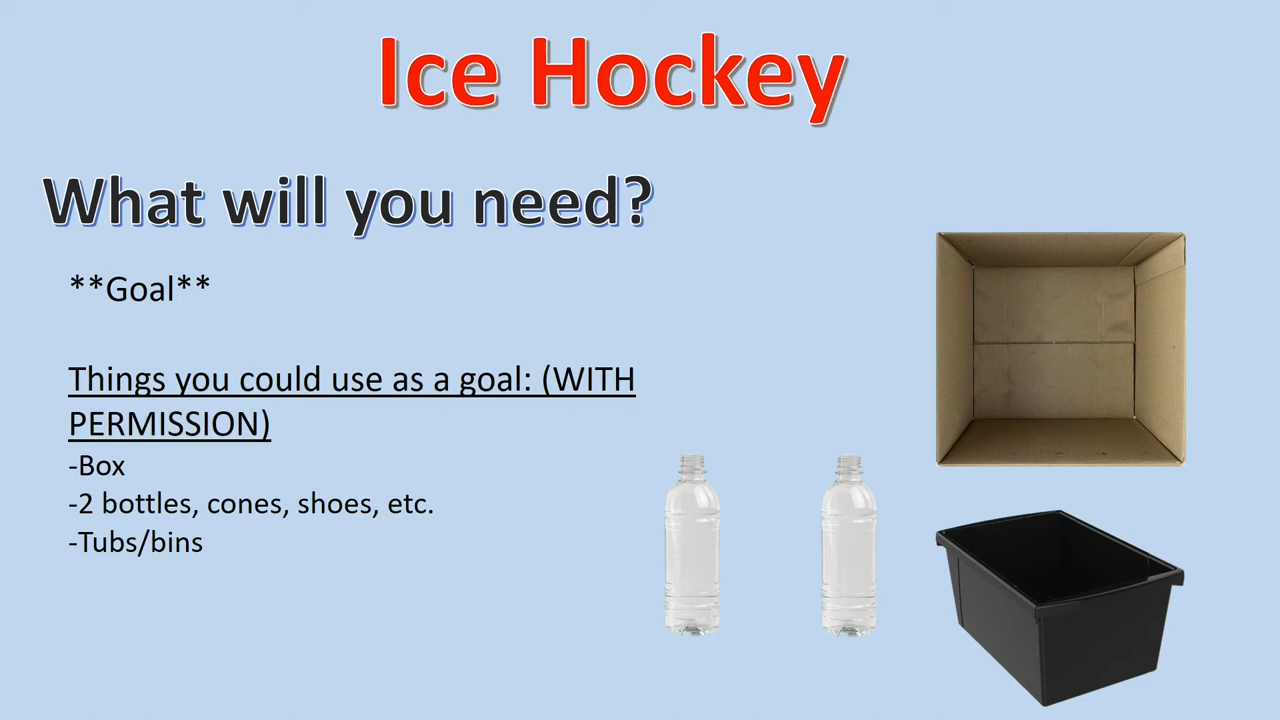 Ice Hockey
What will you need?
**Goal**
Things you could use as a goal: (WITH
PERMISSION)
-Box
-2 bottles, cones, shoes, etc.
-Tubs/bins